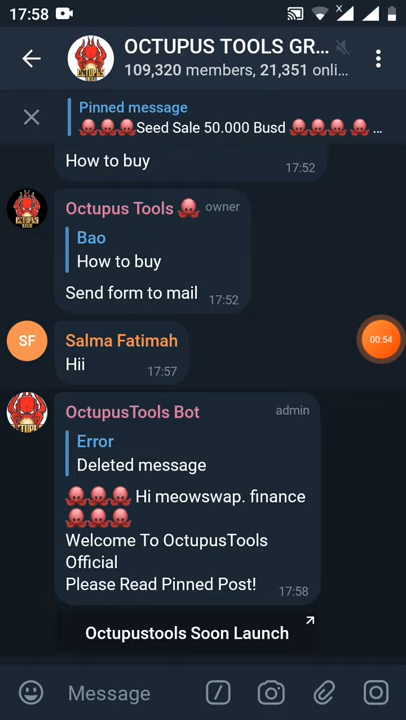 17:58
OCTUPUS TOOLS GR...
109,320 members, 21,351 onli...
Pinned message
🐙🐙🐙Seed Sale 50.000 Busd 🐙🐙🐙 🐙 ...
How to buy
17:52
Octupus Tools 🐙 owner
Bao
How to buy
Send form to mail 17:52
SF
Salma Fatimah
Hii 17:57
00:54
OctupusTools Bot admin
Error
Deleted message
🐙🐙🐙 Hi meowswap. finance
🐙🐙🐙
Welcome To OctupusTools
Official
Please Read Pinned Post! 17:58
Octupustools Soon Launch
Message